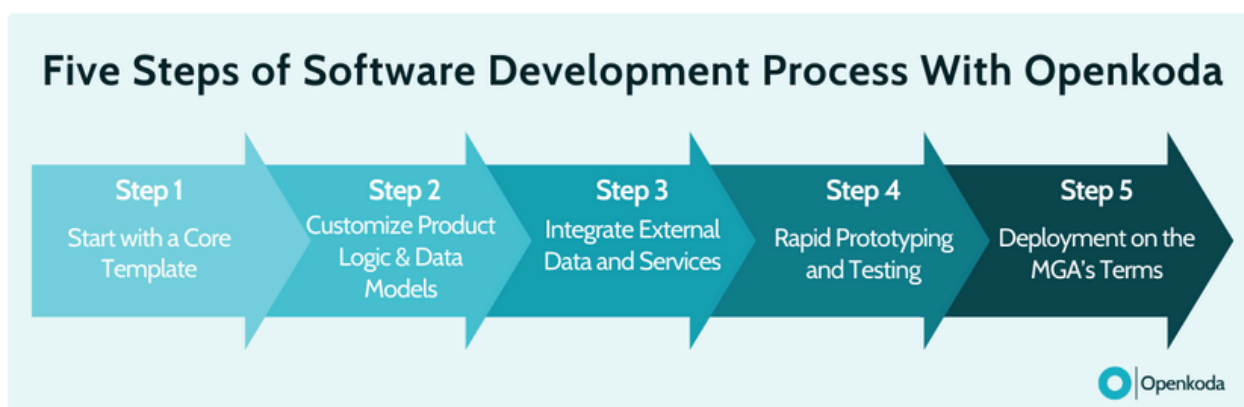 Five Steps of Software Development Process With Openkoda
Step 1
Start with a Core
Template
Step 2
Customize Product
Logic & Data
Models
Step 3
Integrate External
Data and Services
Step 4
Rapid Prototyping
and Testing
Step 5
Deployment on the
MGA's Terms
Openkoda